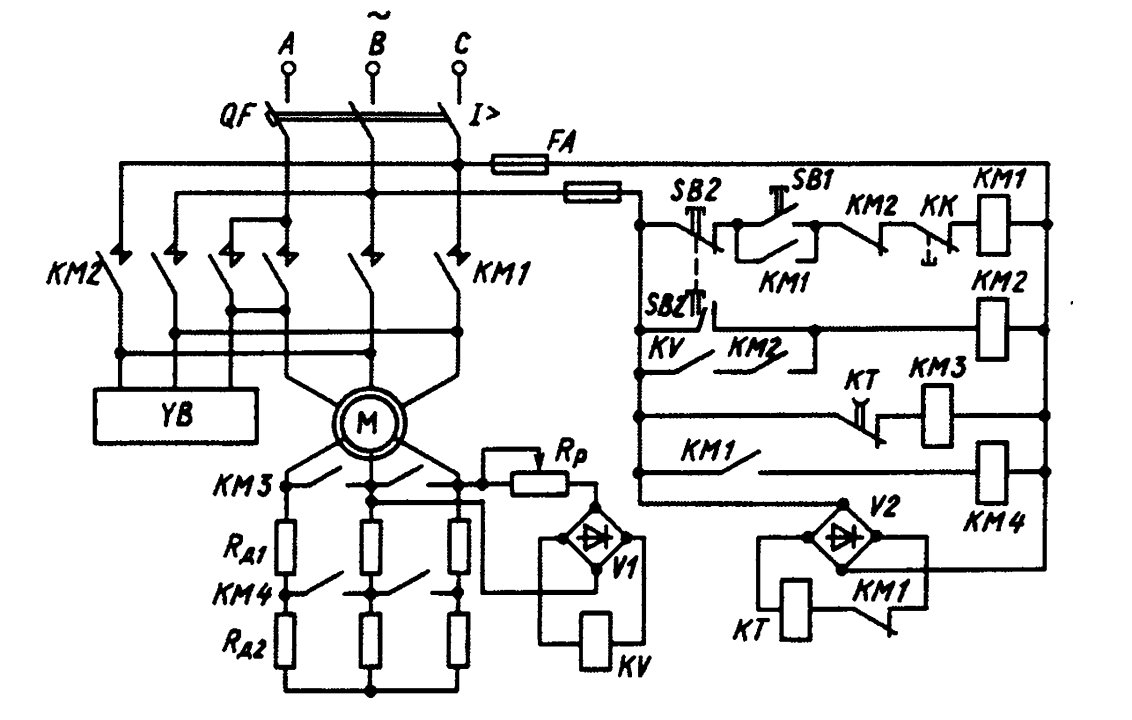 ~
A B C
QF I>
FA
SB2 SB1 KM2 KK KM1
KM2 KM1
KM1
SB2 KM2
KV KM2
KT KM3
YB
M
KM1
KM3 Rр
KM4
V2
Rд1
V1
KM4
KM1
KT
Rд2
KV